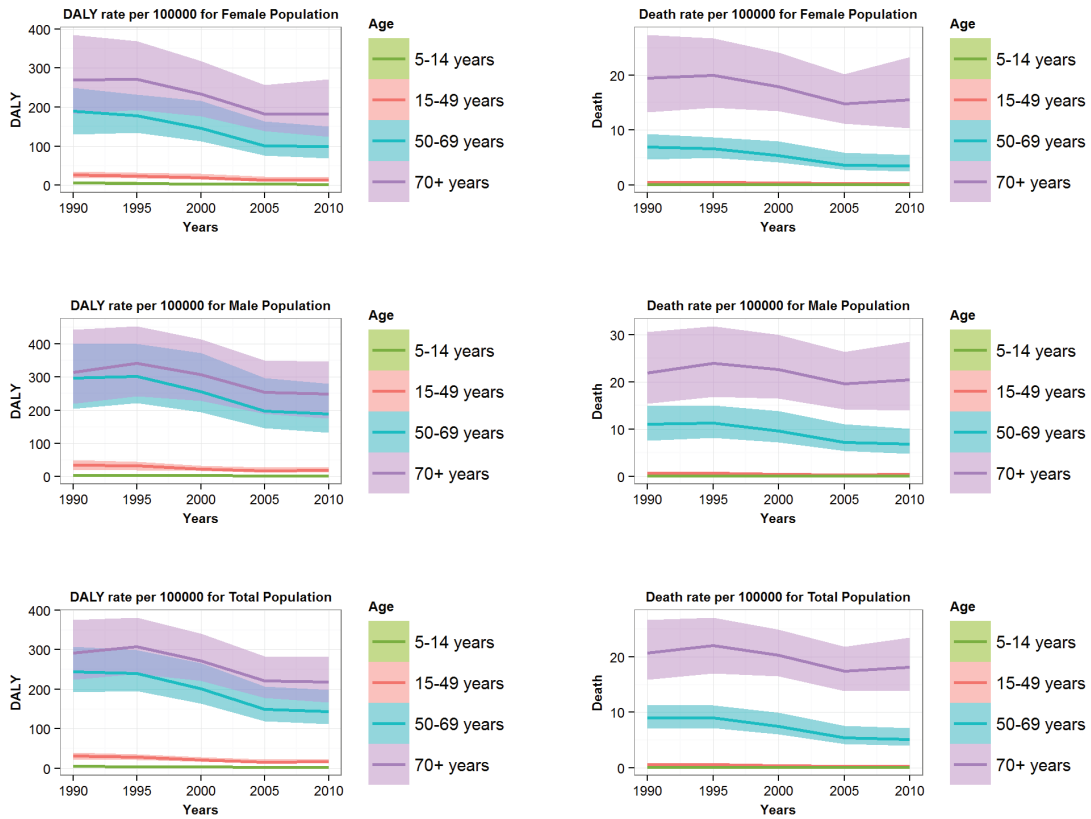 DALY rate per 100000 for Female Population
DALY
400
300
200
100
0
1990 1995 2000 2005 2010
Years
Age
5-14 years
15-49 years
50-69 years
70+ years
Death rate per 100000 for Female Population
Death
20
10
0
1990 1995 2000 2005 2010
Years
Age
5-14 years
15-49 years
50-69 years
70+ years
DALY rate per 100000 for Male Population
DALY
400
300
200
100
0
1990 1995 2000 2005 2010
Years
Age
5-14 years
15-49 years
50-69 years
70+ years
Death rate per 100000 for Male Population
Death
30
20
10
0
1990 1995 2000 2005 2010
Years
Age
5-14 years
15-49 years
50-69 years
70+ years
DALY rate per 100000 for Total Population
DALY
400
300
200
100
0
1990 1995 2000 2005 2010
Years
Age
5-14 years
15-49 years
50-69 years
70+ years
Death rate per 100000 for Total Population
Death
20
10
0
1990 1995 2000 2005 2010
Years
Age
5-14 years
15-49 years
50-69 years
70+ years